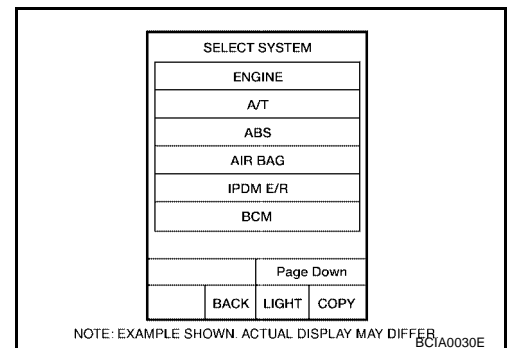 SELECT SYSTEM
ENGINE
A/T
ABS
AIR BAG
IPDM E/R
BCM
Page Down
BACK LIGHT COPY
NOTE: EXAMPLE SHOWN. ACTUAL DISPLAY MAY DIFFER
BCIA0030E